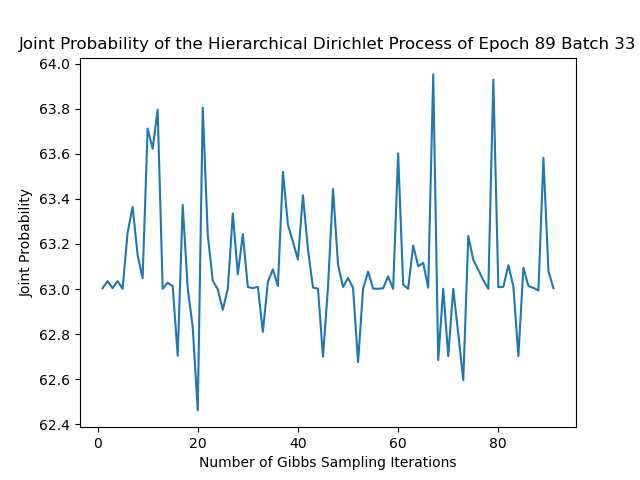 Joint Probability of the Hierarchical Dirichlet Process of Epoch 89 Batch 33
64.0
63.8
63.6
63.4
63.2
63.0
62.8
62.6
62.4
Joint Probability
0 20 40 60 80
Number of Gibbs Sampling Iterations